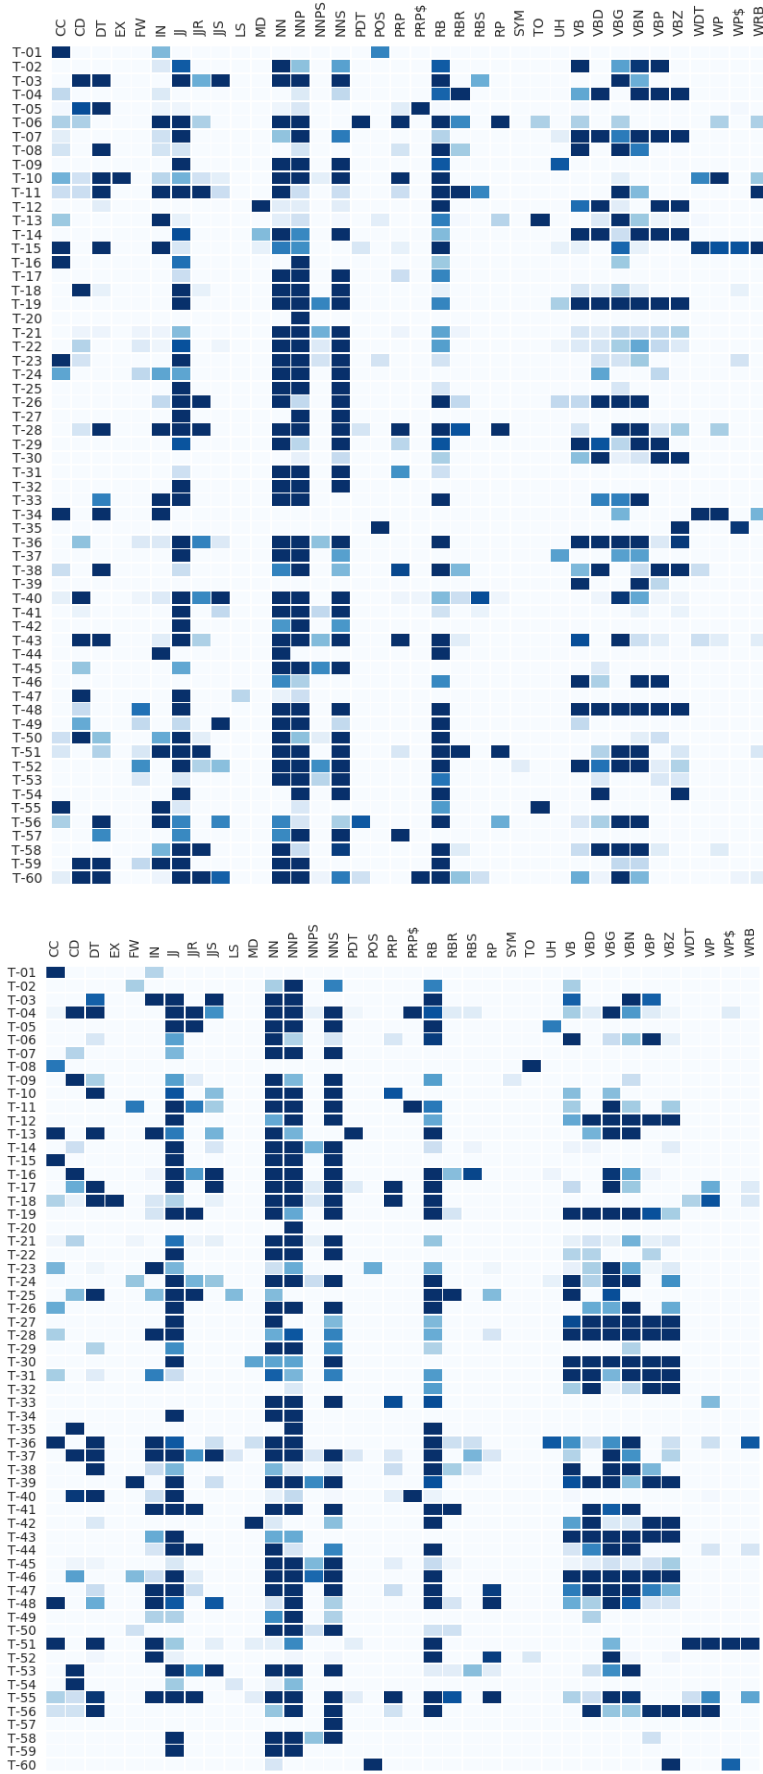 CC CD DT EX FW IN JJ JJR JJS LS MD NN NNP NNPS NNS PDT POS PRP PRP$ RB RBR RBS RP SYM TO UH VB VBD VBG VBN VBP VBZ WDT WP WP$ WRB
T-01
T-02
T-03
T-04
T-05
T-06
T-07
T-08
T-09
T-10
T-11
T-12
T-13
T-14
T-15
T-16
T-17
T-18
T-19
T-20
T-21
T-22
T-23
T-24
T-25
T-26
T-27
T-28
T-29
T-30
T-31
T-32
T-33
T-34
T-35
T-36
T-37
T-38
T-39
T-40
T-41
T-42
T-43
T-44
T-45
T-46
T-47
T-48
T-49
T-50
T-51
T-52
T-53
T-54
T-55
T-56
T-57
T-58
T-59
T-60
CC CD DT EX FW IN JJ JJR JJS LS MD NN NNP NNPS NNS PDT POS PRP PRP$ RB RBR RBS RP SYM TO UH VB VBD VBG VBN VBP VBZ WDT WP WP$ WRB
T-01
T-02
T-03
T-04
T-05
T-06
T-07
T-08
T-09
T-10
T-11
T-12
T-13
T-14
T-15
T-16
T-17
T-18
T-19
T-20
T-21
T-22
T-23
T-24
T-25
T-26
T-27
T-28
T-29
T-30
T-31
T-32
T-33
T-34
T-35
T-36
T-37
T-38
T-39
T-40
T-41
T-42
T-43
T-44
T-45
T-46
T-47
T-48
T-49
T-50
T-51
T-52
T-53
T-54
T-55
T-56
T-57
T-58
T-59
T-60